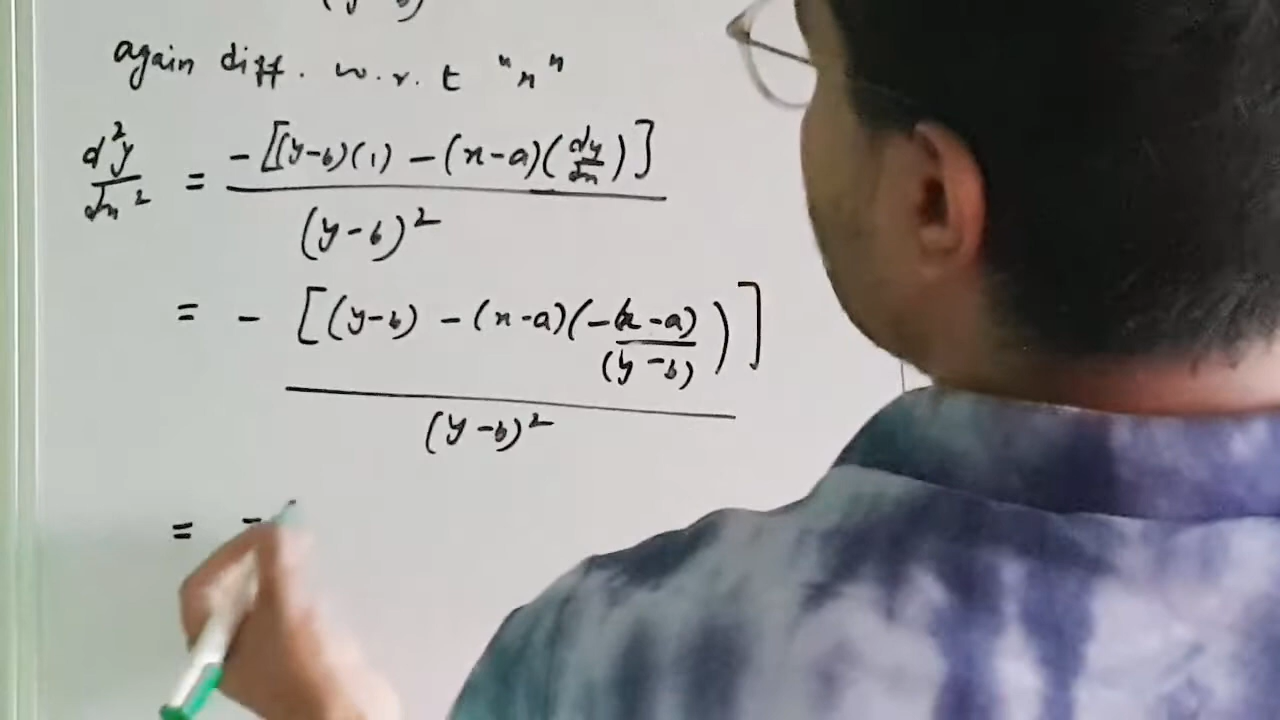 (y-b)
again diff. w.r.t "x"
d²y/dx² = -[(y-b)(1) - (x-a)(dy/dx)] / (y-b)²
= - [(y-b) - (x-a)(-(x-a)/(y-b))] / (y-b)²
= -